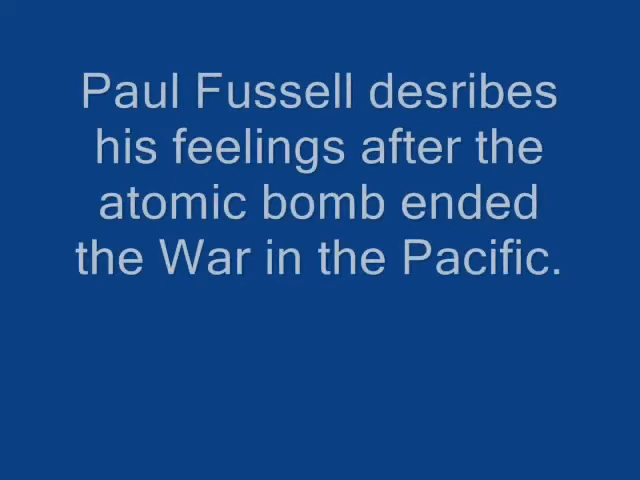 Paul Fussell desribes
his feelings after the
atomic bomb ended
the War in the Pacific.